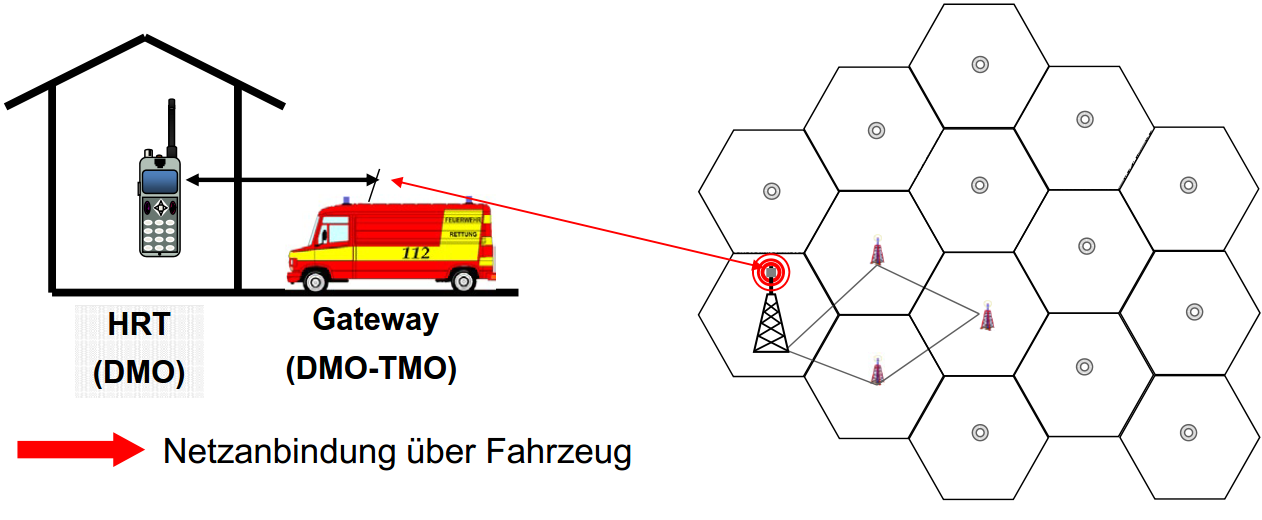 FEUERWEHR
RETTUNG
112
HRT
(DMO)
Gateway
(DMO-TMO)
Netzanbindung über Fahrzeug